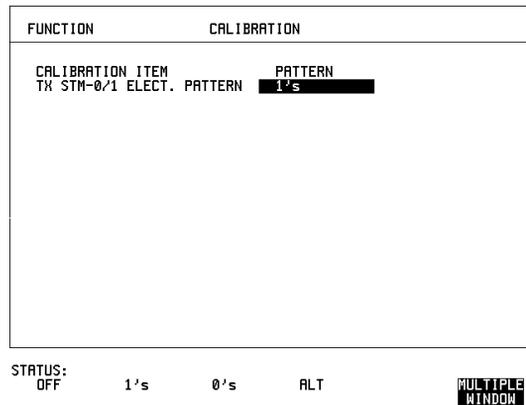 FUNCTION CALIBRATION
CALIBRATION ITEM PATTERN
TX STM-0/1 ELECT. PATTERN 1's
STATUS:
OFF 1's 0's ALT MULTIPLE
WINDOW